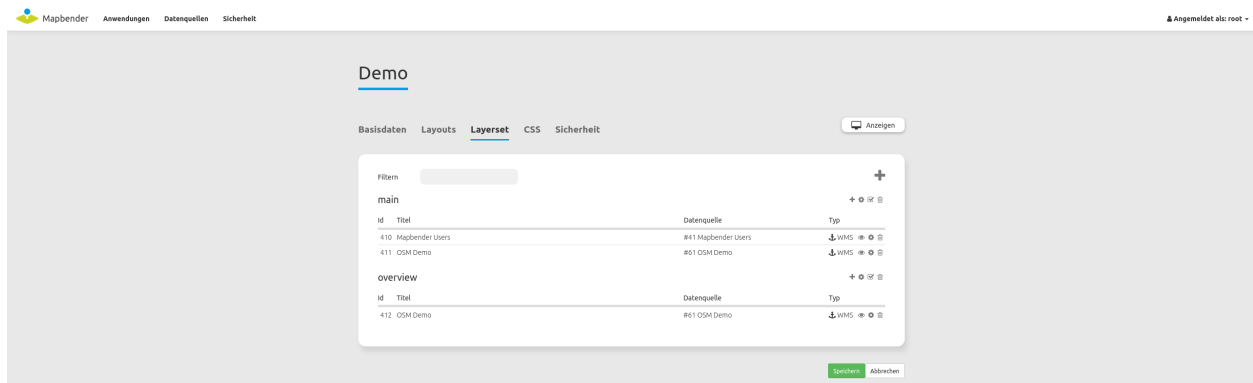 Mapbender Anwendungen Datenquellen Sicherheit Angemeldet als: root
Demo
Basisdaten Layouts Layerset CSS Sicherheit Anzeigen
Filtern
main
Id Titel Datenquelle Typ
410 Mapbender Users #41 Mapbender Users WMS
411 OSM Demo #61 OSM Demo WMS
overview
Id Titel Datenquelle Typ
412 OSM Demo #61 OSM Demo WMS
Speichern Abbrechen